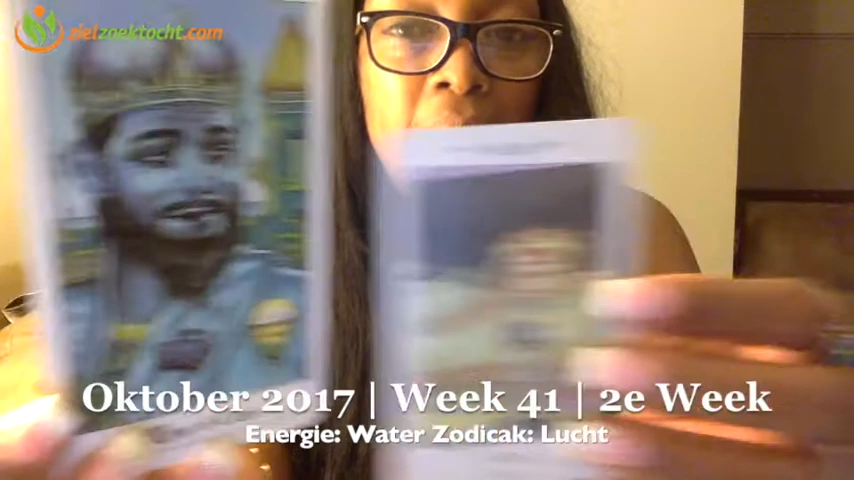 zielzoektocht.com
Oktober 2017 | Week 41 | 2e Week
Energie: Water Zodicak: Lucht